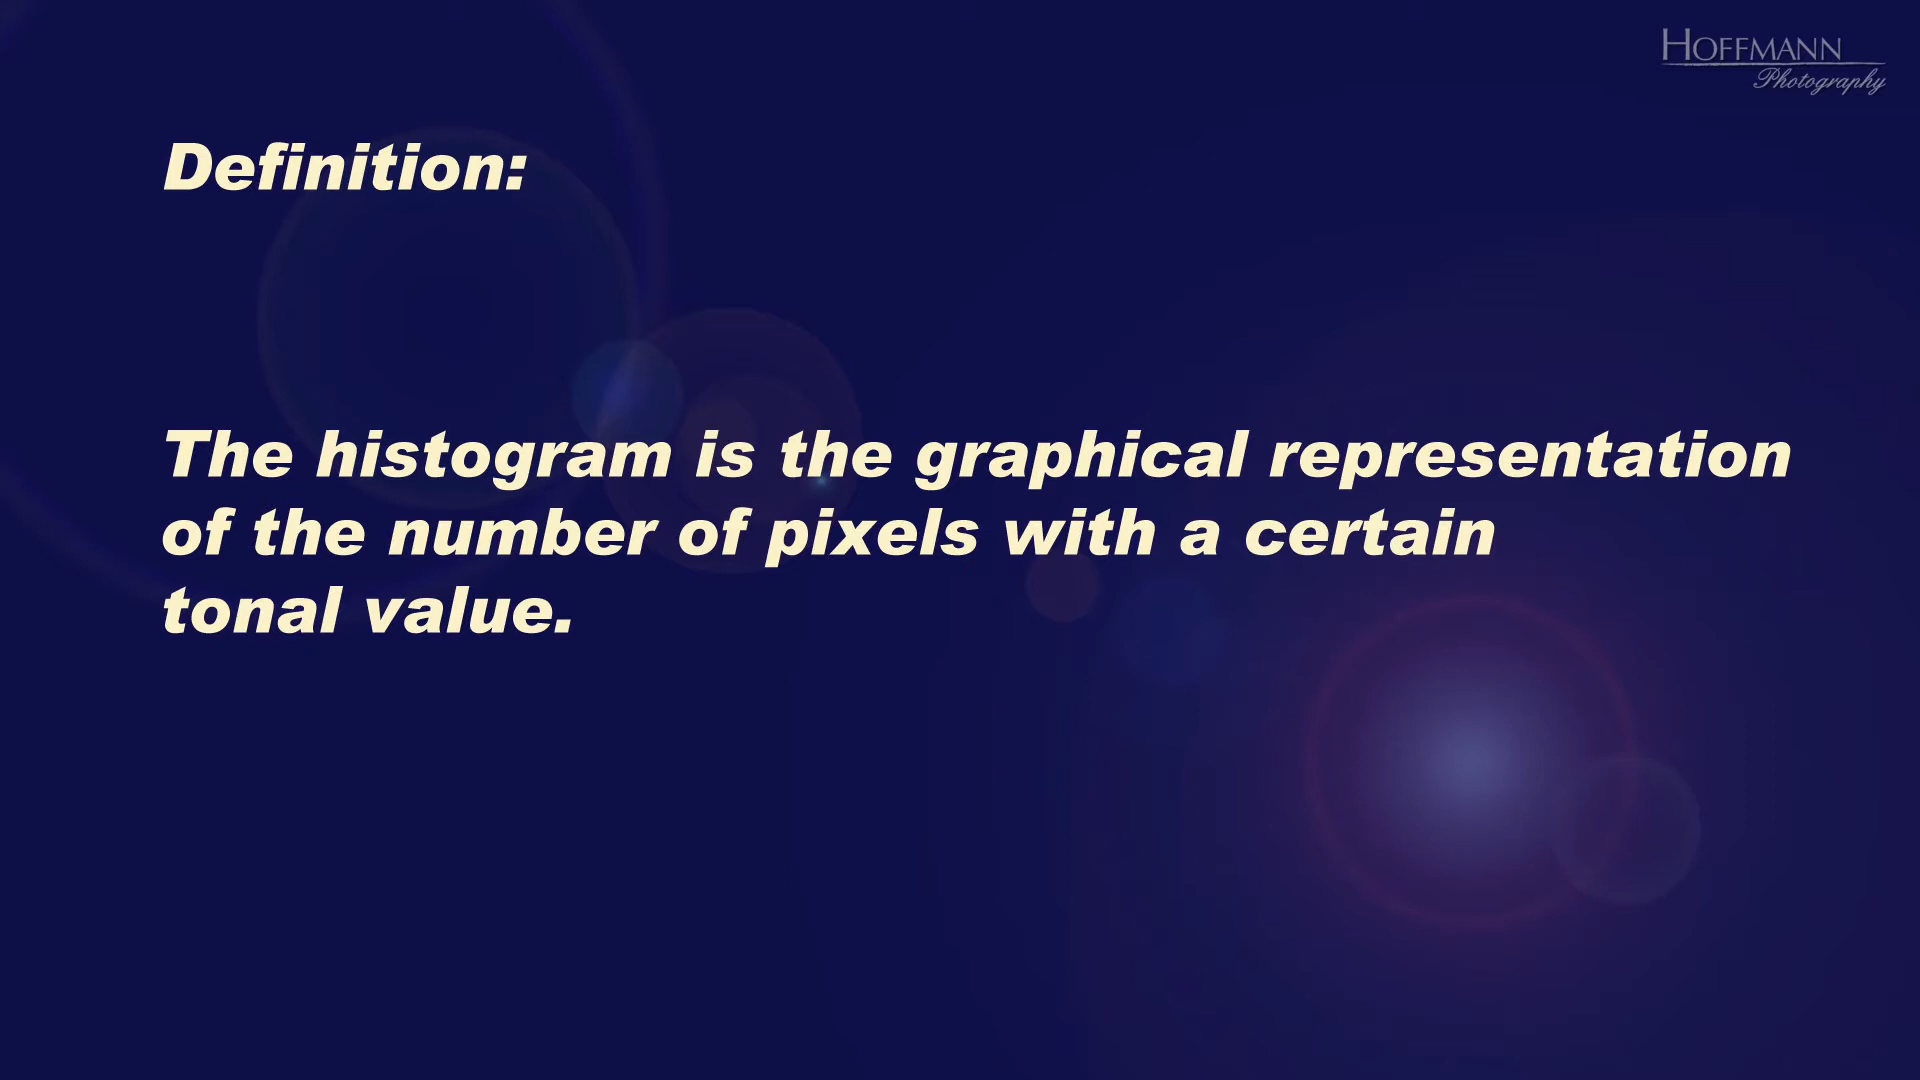 HOFFMANN
Photography
Definition:
The histogram is the graphical representation
of the number of pixels with a certain
tonal value.